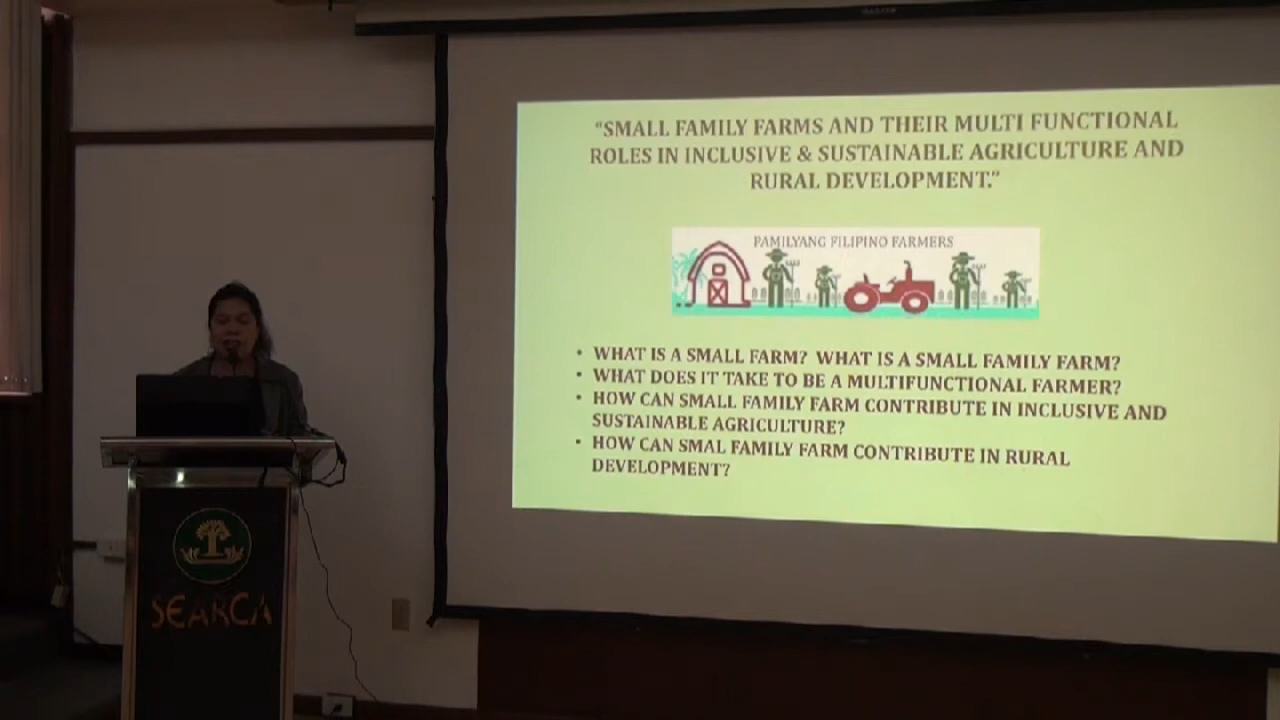 “SMALL FAMILY FARMS AND THEIR MULTI FUNCTIONAL
ROLES IN INCLUSIVE & SUSTAINABLE AGRICULTURE AND
RURAL DEVELOPMENT.”
PAMILYANG FILIPINO FARMERS
• WHAT IS A SMALL FARM? WHAT IS A SMALL FAMILY FARM?
• WHAT DOES IT TAKE TO BE A MULTIFUNCTIONAL FARMER?
• HOW CAN SMALL FAMILY FARM CONTRIBUTE IN INCLUSIVE AND
SUSTAINABLE AGRICULTURE?
• HOW CAN SMAL FAMILY FARM CONTRIBUTE IN RURAL
DEVELOPMENT?
SEARCA